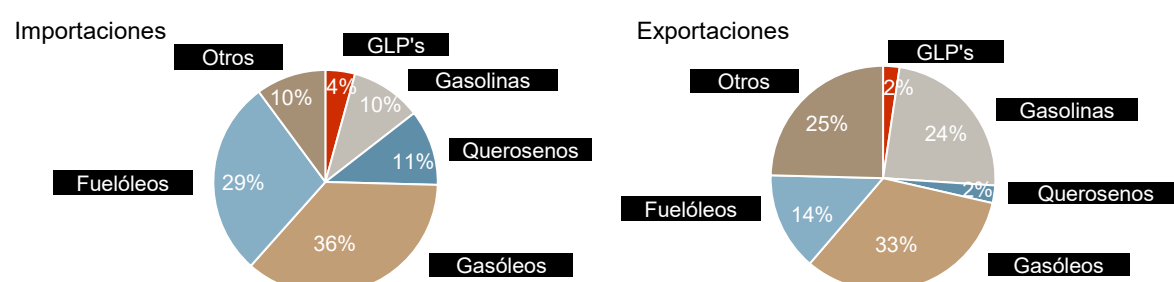 Importaciones
GLP's
Otros
Gasolinas
4%
10%
10%
Querosenos
11%
Fuelóleos
29%
36%
Gasóleos
Exportaciones
GLP's
Otros
2%
Gasolinas
25%
24%
Querosenos
2%
Fuelóleos
14%
33%
Gasóleos